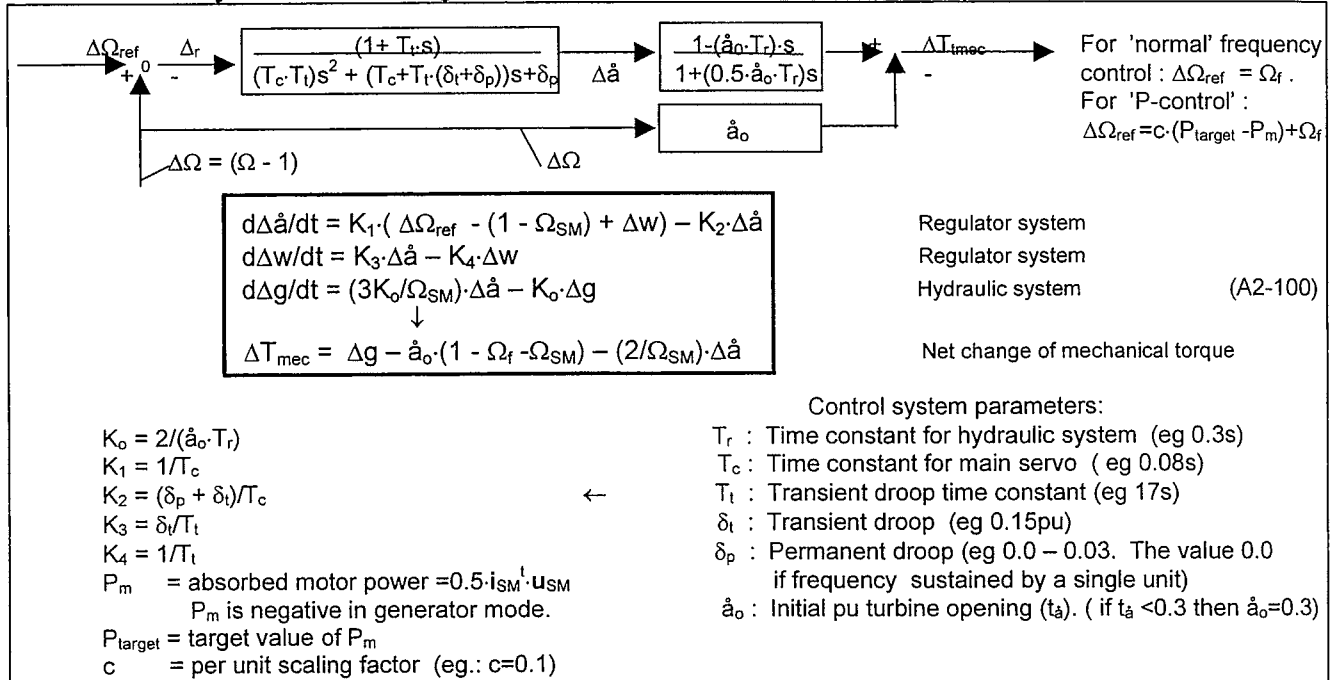 ΔΩref
+ o
Δr
-
(1+ Tt·s)
(Tc·Tt)s² + (Tc+Tt·(δt+δp))s+δp
Δå
1-(åo·Tr)·s
1+(0.5·åo·Tr)s
+
-
ΔTtmec
For 'normal' frequency
control : ΔΩref = Ωf .
For 'P-control' :
ΔΩref=c·(Ptarget -Pm)+Ωf
åo
ΔΩ = (Ω - 1)
ΔΩ
dΔå/dt = K1·( ΔΩref - (1 - ΩSM) + Δw) – K2·Δå Regulator system
dΔw/dt = K3·Δå – K4·Δw Regulator system
dΔg/dt = (3Ko/ΩSM)·Δå – Ko·Δg Hydraulic system (A2-100)
↓
ΔTmec = Δg – åo·(1 - Ωf -ΩSM) – (2/ΩSM)·Δå Net change of mechanical torque
Control system parameters:
Ko = 2/(åo·Tr)
K1 = 1/Tc
K2 = (δp + δt)/Tc
K3 = δt/Tt
K4 = 1/Tt
Pm = absorbed motor power =0.5·iSMt·uSM
Pm is negative in generator mode.
Ptarget = target value of Pm
c = per unit scaling factor (eg.: c=0.1)
←
Tr : Time constant for hydraulic system (eg 0.3s)
Tc : Time constant for main servo ( eg 0.08s)
Tt : Transient droop time constant (eg 17s)
δt : Transient droop (eg 0.15pu)
δp : Permanent droop (eg 0.0 – 0.03. The value 0.0
if frequency sustained by a single unit)
åo : Initial pu turbine opening (tå). ( if tå <0.3 then åo=0.3)